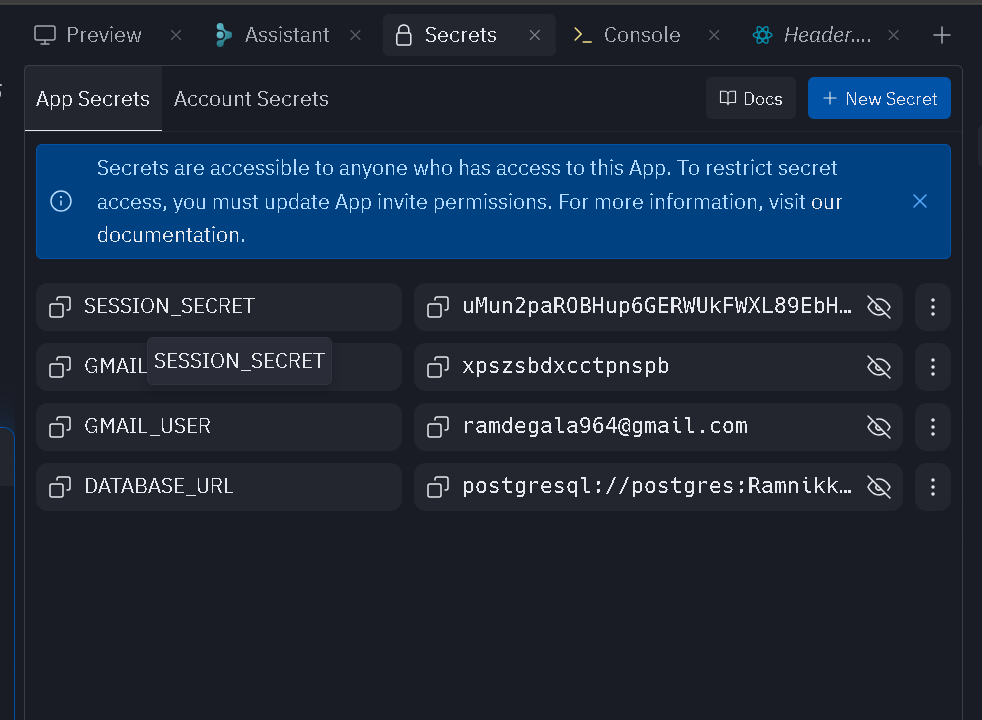 Preview
Assistant
Secrets
Console
Header....
App Secrets
Account Secrets
Docs
New Secret
Secrets are accessible to anyone who has access to this App. To restrict secret
access, you must update App invite permissions. For more information, visit our
documentation.
SESSION_SECRET
uMun2paROBHup6GERWUkFWXL89EbH...
GMAIL
SESSION_SECRET
xpszsbdxcctpnspb
GMAIL_USER
ramdegala964@gmail.com
DATABASE_URL
postgresql://postgres:Ramnikk...